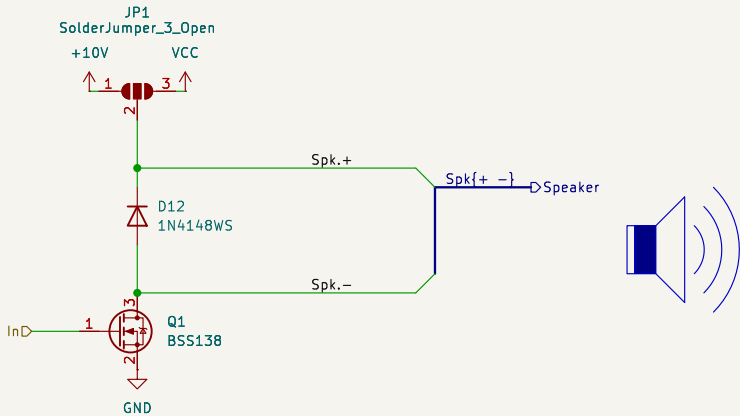 JP1
SolderJumper_3_Open
+10V VCC
1 3
2
Spk.+
Spk{+ -}
Speaker
D12
1N4148WS
Spk.-
3
In
1
Q1
BSS138
2
GND